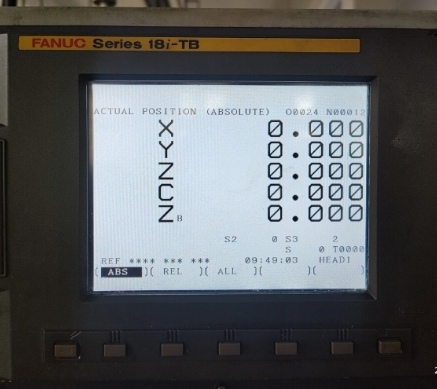 FANUC Series 18i-TB
ACTUAL POSITION (ABSOLUTE) O0024 N00012
X 0.000
Y 0.000
Z 0.000
C 0.000
Z B 0.000
S2 0 S3 2
S 0 T0000
REF **** *** *** 09:49:03 HEAD1
( ABS )( REL )( ALL )( )( )